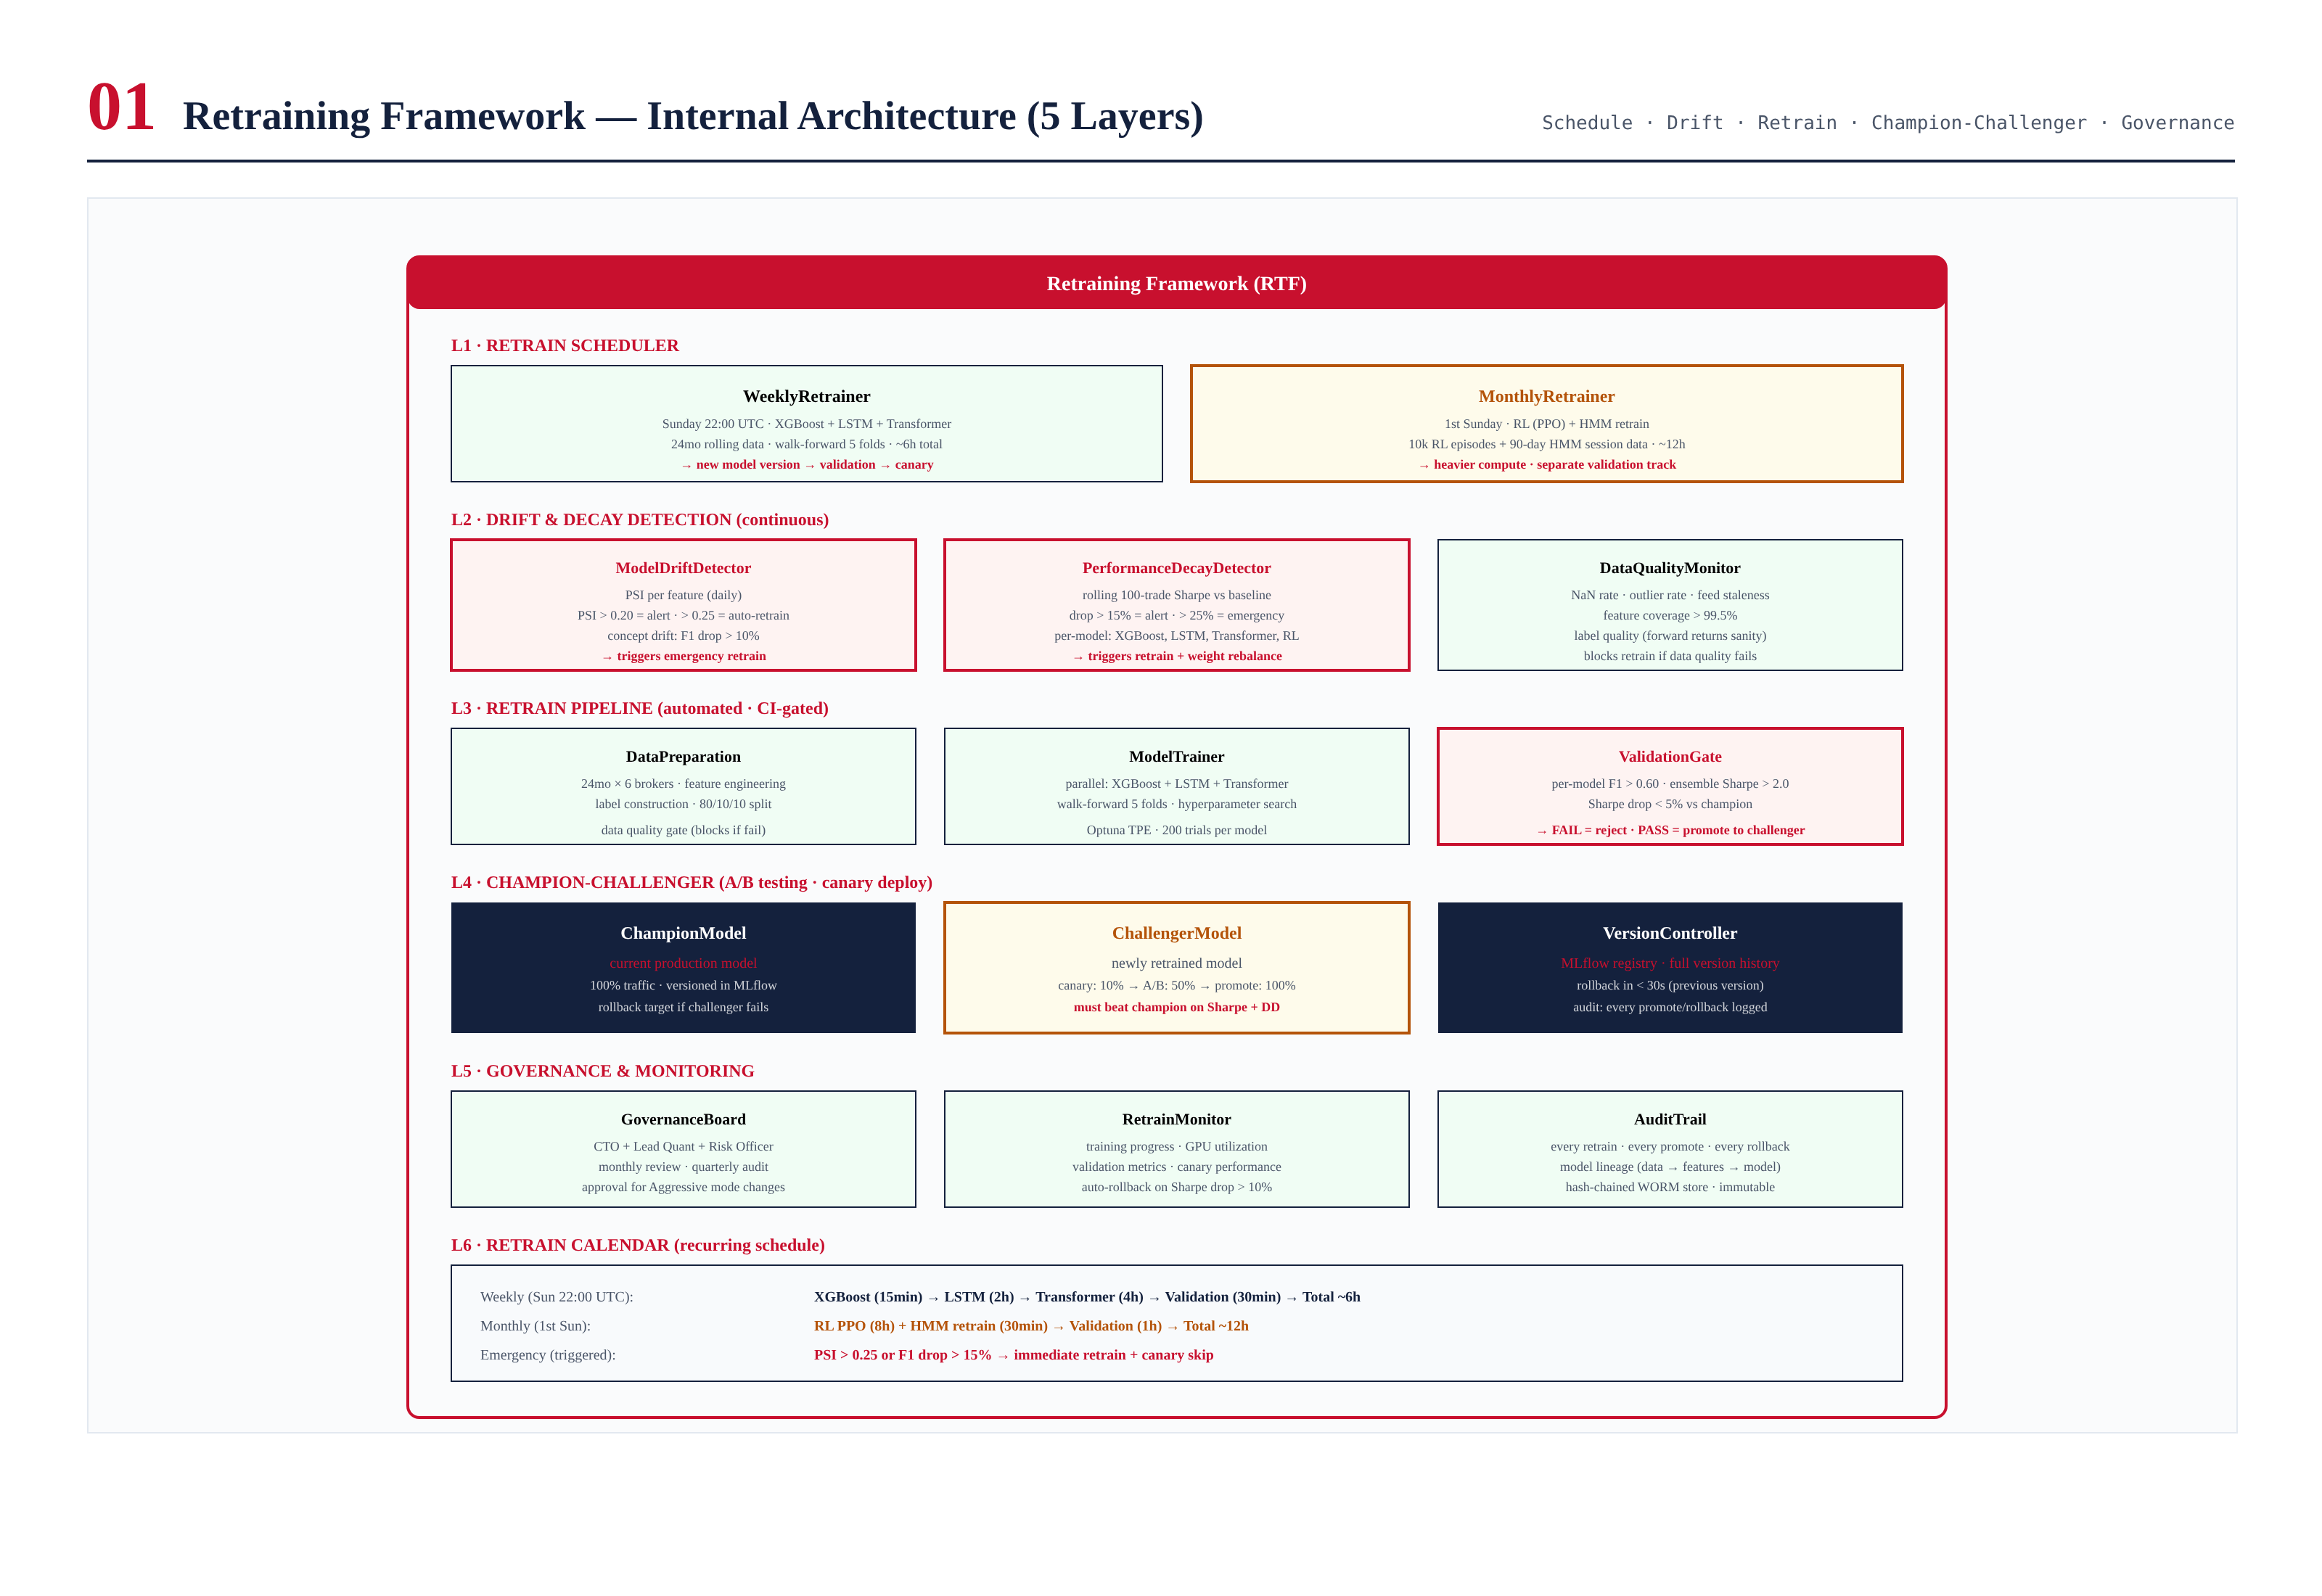 01 Retraining Framework — Internal Architecture (5 Layers)
Schedule · Drift · Retrain · Champion-Challenger · Governance
Retraining Framework (RTF)
L1 · RETRAIN SCHEDULER
WeeklyRetrainer
Sunday 22:00 UTC · XGBoost + LSTM + Transformer
24mo rolling data · walk-forward 5 folds · ~6h total
→ new model version → validation → canary
MonthlyRetrainer
1st Sunday · RL (PPO) + HMM retrain
10k RL episodes + 90-day HMM session data · ~12h
→ heavier compute · separate validation track
L2 · DRIFT & DECAY DETECTION (continuous)
ModelDriftDetector
PSI per feature (daily)
PSI > 0.20 = alert · > 0.25 = auto-retrain
concept drift: F1 drop > 10%
→ triggers emergency retrain
PerformanceDecayDetector
rolling 100-trade Sharpe vs baseline
drop > 15% = alert · > 25% = emergency
per-model: XGBoost, LSTM, Transformer, RL
→ triggers retrain + weight rebalance
DataQualityMonitor
NaN rate · outlier rate · feed staleness
feature coverage > 99.5%
label quality (forward returns sanity)
blocks retrain if data quality fails
L3 · RETRAIN PIPELINE (automated · CI-gated)
DataPreparation
24mo × 6 brokers · feature engineering
label construction · 80/10/10 split
data quality gate (blocks if fail)
ModelTrainer
parallel: XGBoost + LSTM + Transformer
walk-forward 5 folds · hyperparameter search
Optuna TPE · 200 trials per model
ValidationGate
per-model F1 > 0.60 · ensemble Sharpe > 2.0
Sharpe drop < 5% vs champion
→ FAIL = reject · PASS = promote to challenger
L4 · CHAMPION-CHALLENGER (A/B testing · canary deploy)
ChampionModel
current production model
100% traffic · versioned in MLflow
rollback target if challenger fails
ChallengerModel
newly retrained model
canary: 10% → A/B: 50% → promote: 100%
must beat champion on Sharpe + DD
VersionController
MLflow registry · full version history
rollback in < 30s (previous version)
audit: every promote/rollback logged
L5 · GOVERNANCE & MONITORING
GovernanceBoard
CTO + Lead Quant + Risk Officer
monthly review · quarterly audit
approval for Aggressive mode changes
RetrainMonitor
training progress · GPU utilization
validation metrics · canary performance
auto-rollback on Sharpe drop > 10%
AuditTrail
every retrain · every promote · every rollback
model lineage (data → features → model)
hash-chained WORM store · immutable
L6 · RETRAIN CALENDAR (recurring schedule)
Weekly (Sun 22:00 UTC): XGBoost (15min) → LSTM (2h) → Transformer (4h) → Validation (30min) → Total ~6h
Monthly (1st Sun): RL PPO (8h) + HMM retrain (30min) → Validation (1h) → Total ~12h
Emergency (triggered): PSI > 0.25 or F1 drop > 15% → immediate retrain + canary skip